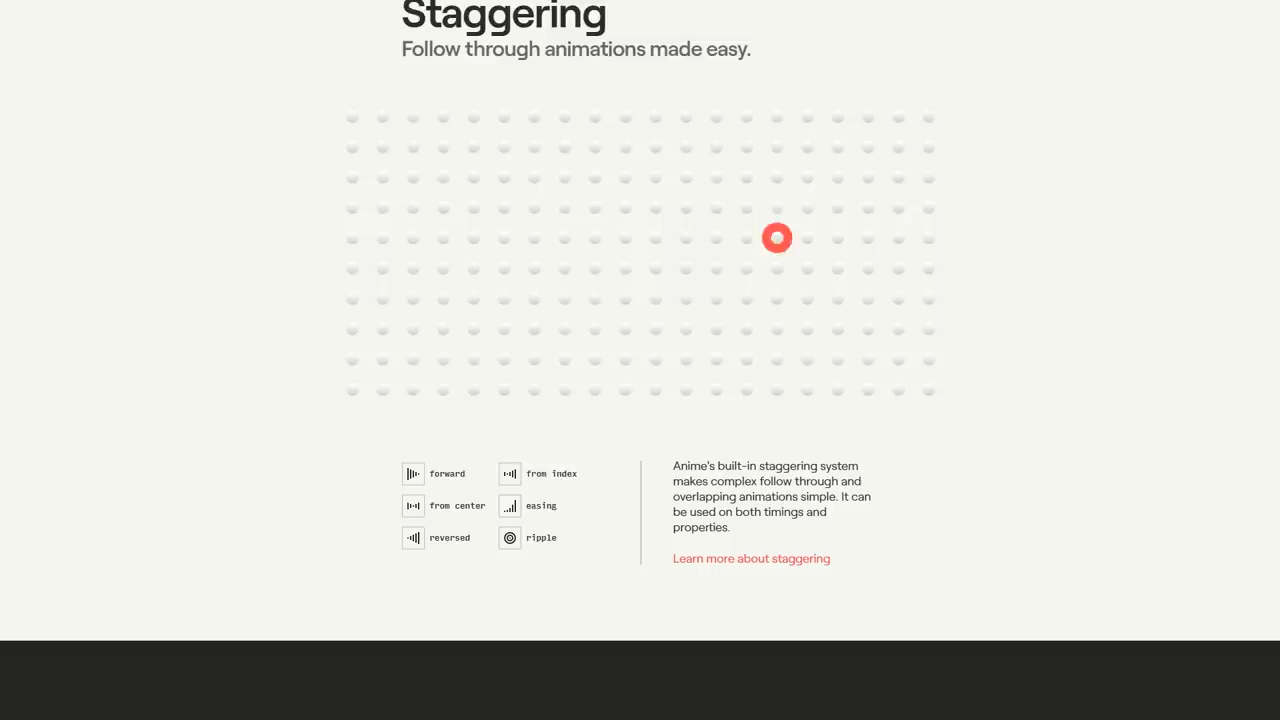 Staggering
Follow through animations made easy.
forward
from index
from center
easing
reversed
ripple
Anime's built-in staggering system
makes complex follow through and
overlapping animations simple. It can
be used on both timings and
properties.
Learn more about staggering